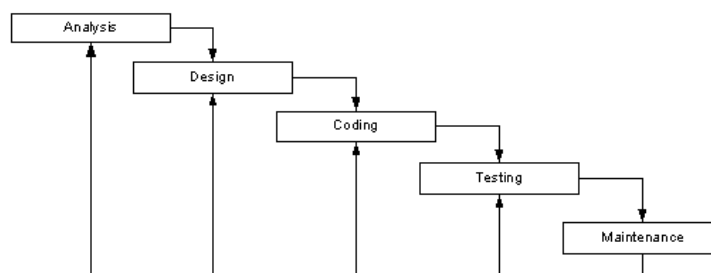 Analysis
Design
Coding
Testing
Maintenance